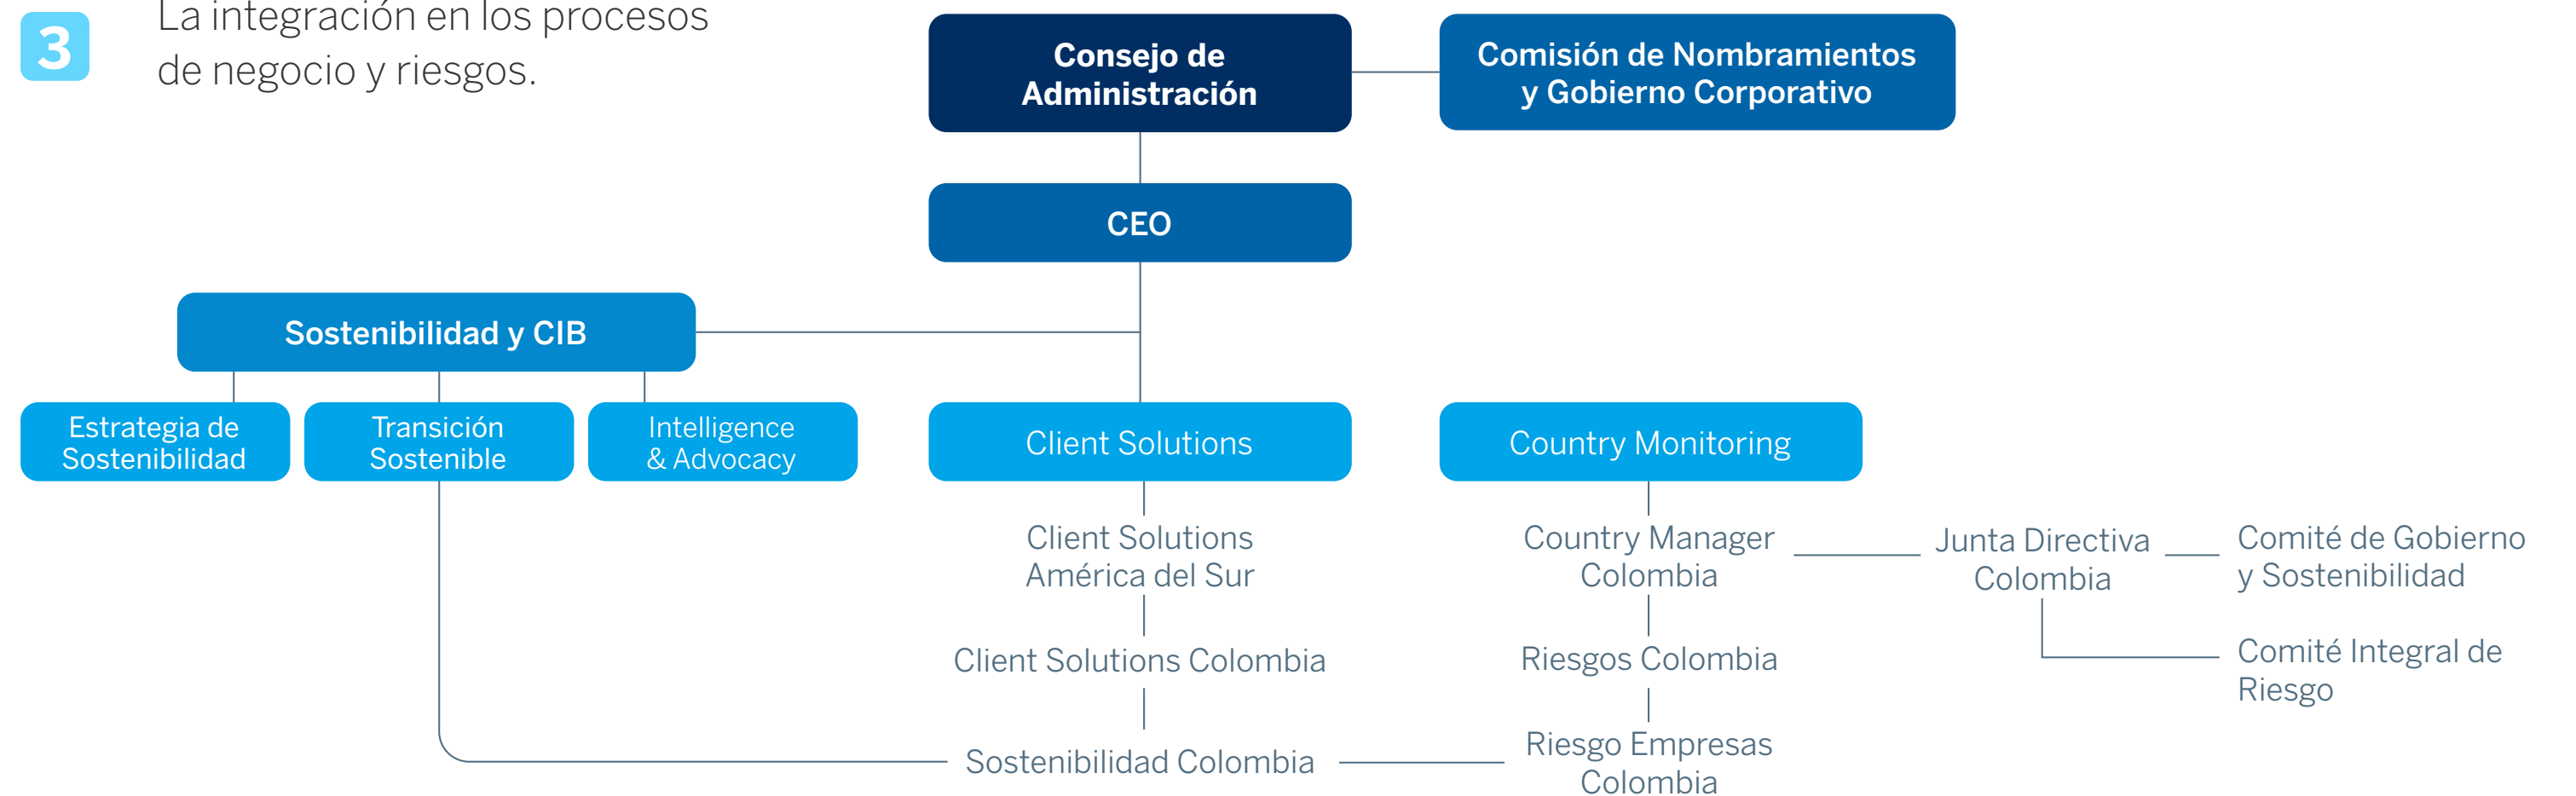 3
La integración en los procesos
de negocio y riesgos.
Consejo de
Administración
Comisión de Nombramientos
y Gobierno Corporativo
CEO
Sostenibilidad y CIB
Estrategia de
Sostenibilidad
Transición
Sostenible
Intelligence
& Advocacy
Client Solutions
Country Monitoring
Client Solutions
América del Sur
Country Manager
Colombia
Junta Directiva
Colombia
Comité de Gobierno
y Sostenibilidad
Client Solutions Colombia
Riesgos Colombia
Comité Integral de
Riesgo
Sostenibilidad Colombia
Riesgo Empresas
Colombia